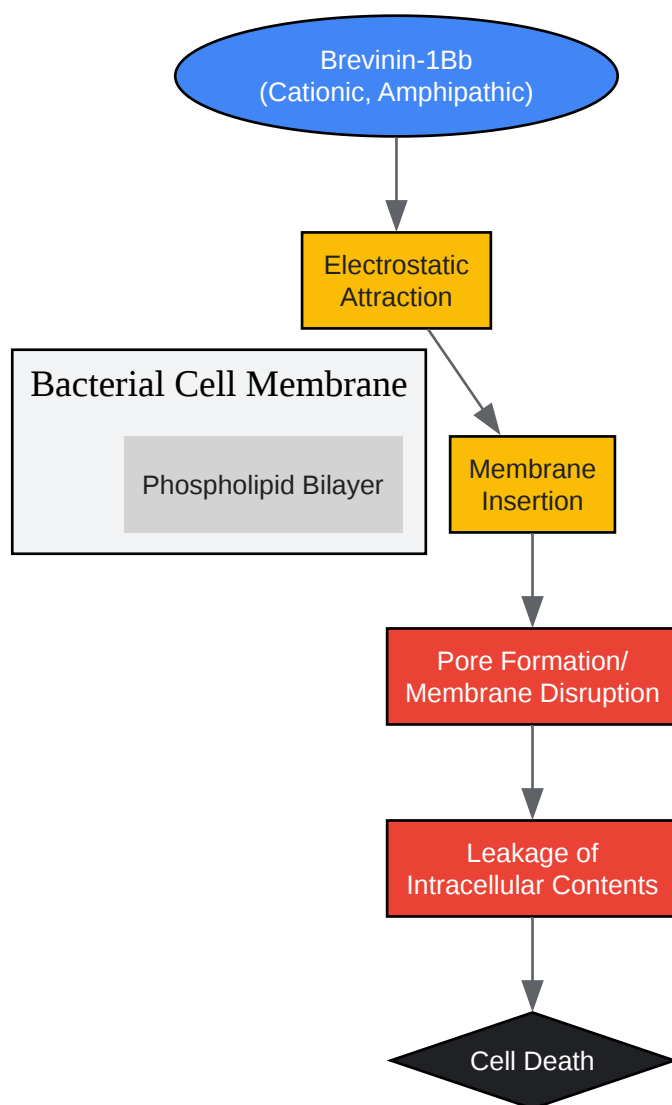 Brevinin-1Bb
(Cationic, Amphipathic)
Electrostatic
Attraction
Bacterial Cell Membrane
Phospholipid Bilayer
Membrane
Insertion
Pore Formation/
Membrane Disruption
Leakage of
Intracellular Contents
Cell Death